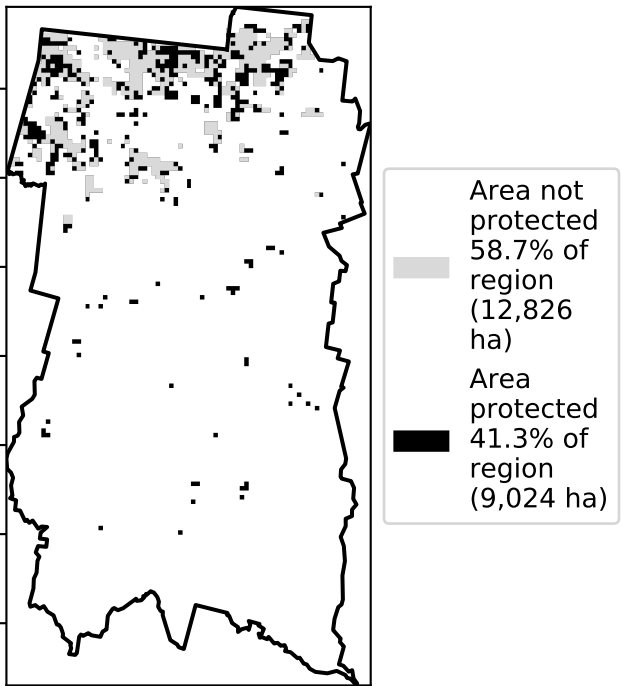 Area not
protected
58.7% of
region
(12,826
ha)
Area
protected
41.3% of
region
(9,024 ha)